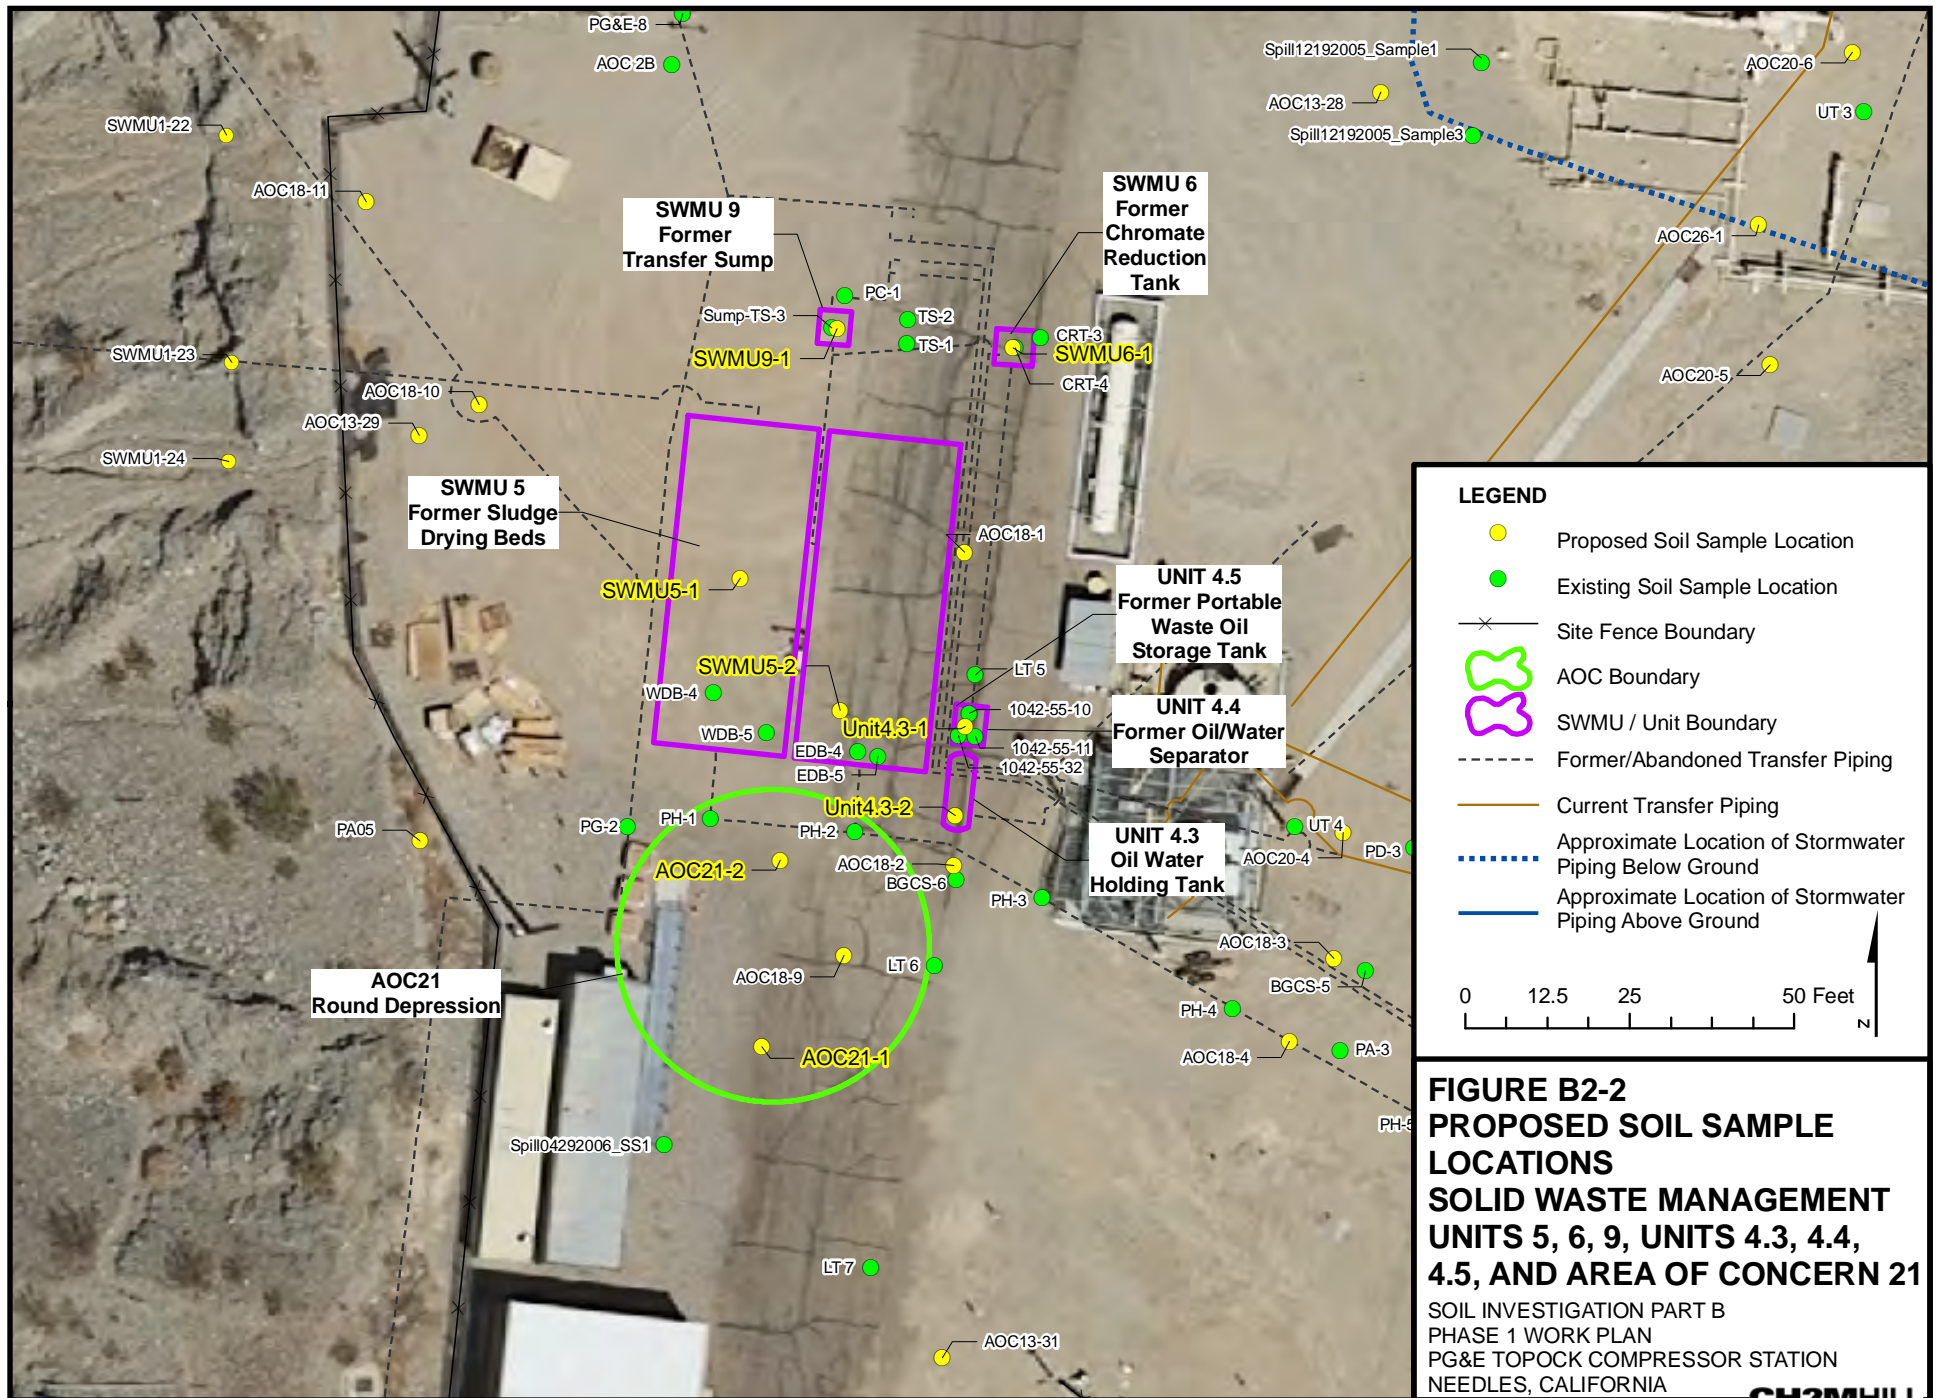 PG&E-8
AOC 2B
Spill12192005_Sample1
AOC20-6
AOC13-28
UT 3
SWMU1-22
Spill12192005_Sample3
AOC18-11
SWMU 9
Former
Transfer Sump
SWMU 6
Former
Chromate
Reduction
Tank
AOC26-1
PC-1
Sump-TS-3
TS-2
TS-1
CRT-3
SWMU9-1
SWMU6-1
CRT-4
SWMU1-23
AOC18-10
AOC20-5
AOC13-29
SWMU1-24
SWMU 5
Former Sludge
Drying Beds
AOC18-1
SWMU5-1
UNIT 4.5
Former Portable
Waste Oil
Storage Tank
SWMU5-2
LT 5
WDB-4
1042-55-10
UNIT 4.4
Former Oil/Water
Separator
WDB-5
Unit4.3-1
EDB-4
1042-55-11
EDB-5
1042-55-32
Unit4.3-2
PA05
PG-2
PH-1
PH-2
UNIT 4.3
Oil Water
Holding Tank
UT 4
AOC20-4
PD-3
AOC21-2
AOC18-2
BGCS-6
PH-3
AOC18-3
AOC21
Round Depression
AOC18-9
LT 6
BGCS-5
PH-4
AOC21-1
AOC18-4
PA-3
PH-5
Spill04292006_SS1
LT 7
AOC13-31
LEGEND
Proposed Soil Sample Location
Existing Soil Sample Location
Site Fence Boundary
AOC Boundary
SWMU / Unit Boundary
Former/Abandoned Transfer Piping
Current Transfer Piping
Approximate Location of Stormwater
Piping Below Ground
Approximate Location of Stormwater
Piping Above Ground
0 12.5 25 50 Feet
N
FIGURE B2-2
PROPOSED SOIL SAMPLE
LOCATIONS
SOLID WASTE MANAGEMENT
UNITS 5, 6, 9, UNITS 4.3, 4.4,
4.5, AND AREA OF CONCERN 21
SOIL INVESTIGATION PART B
PHASE 1 WORK PLAN
PG&E TOPOCK COMPRESSOR STATION
NEEDLES, CALIFORNIA
CH2MHILL